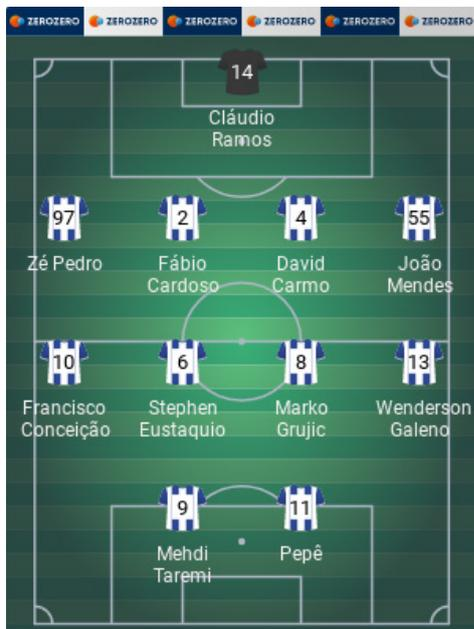 ZEROZERO ZEROZERO ZEROZERO ZEROZERO ZEROZERO ZEROZERO
14
Cláudio
Ramos
97 2 4 55
Zé Pedro Fábio David João
Cardoso Carmo Mendes
10 6 8 13
Francisco Stephen Marko Wenderson
Conceição Eustaquio Grujic Galeno
9 11
Mehdi Pepê
Taremi